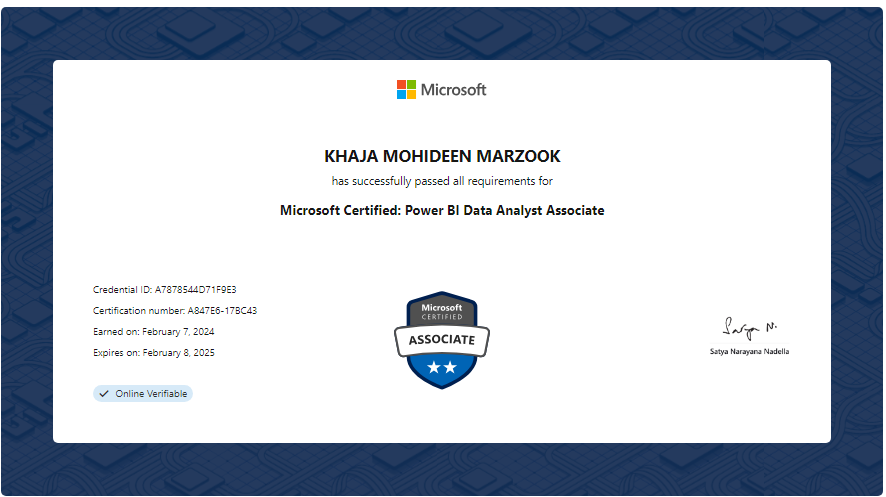 Microsoft
KHAJA MOHIDEEN MARZOOK
has successfully passed all requirements for
Microsoft Certified: Power BI Data Analyst Associate
Credential ID: A7878544D71F9E3
Certification number: A847E6-17BC43
Earned on: February 7, 2024
Expires on: February 8, 2025
Online Verifiable
Microsoft
CERTIFIED
ASSOCIATE
Satya N.
Satya Narayana Nadella